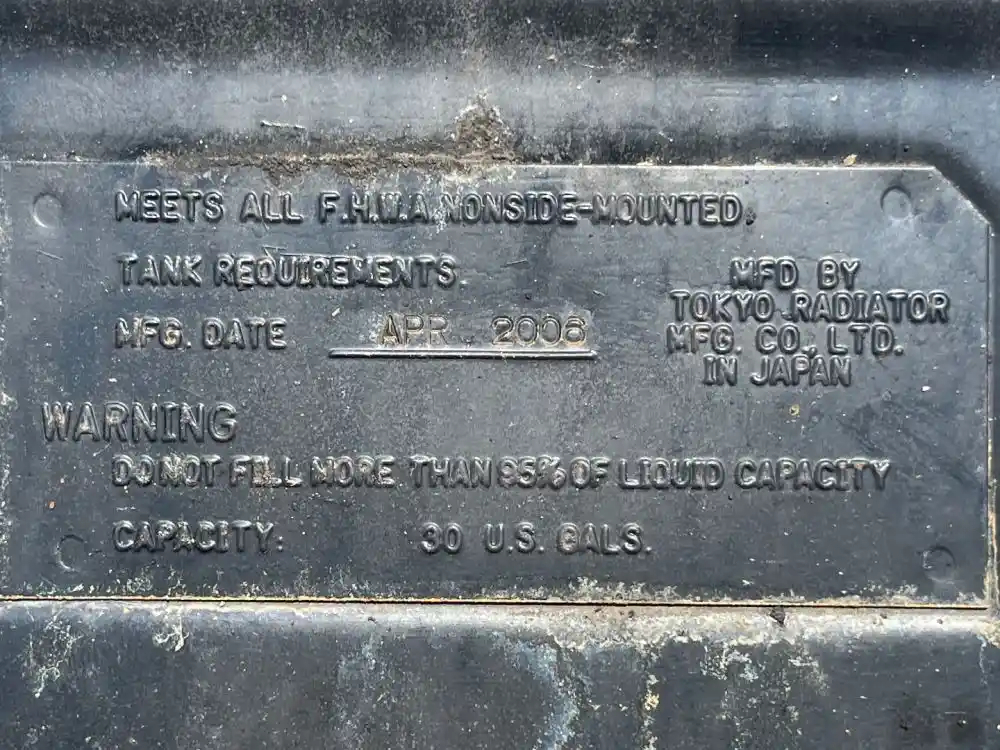 MEETS ALL F.H.W.A NONSIDE-MOUNTED.
TANK REQUIREMENTS.
MFG. DATE APR 2006
MFD BY
TOKYO RADIATOR
MFG. CO., LTD.
IN JAPAN
WARNING
DO NOT FILL MORE THAN 95% OF LIQUID CAPACITY
CAPACITY: 30 U.S. GALS.